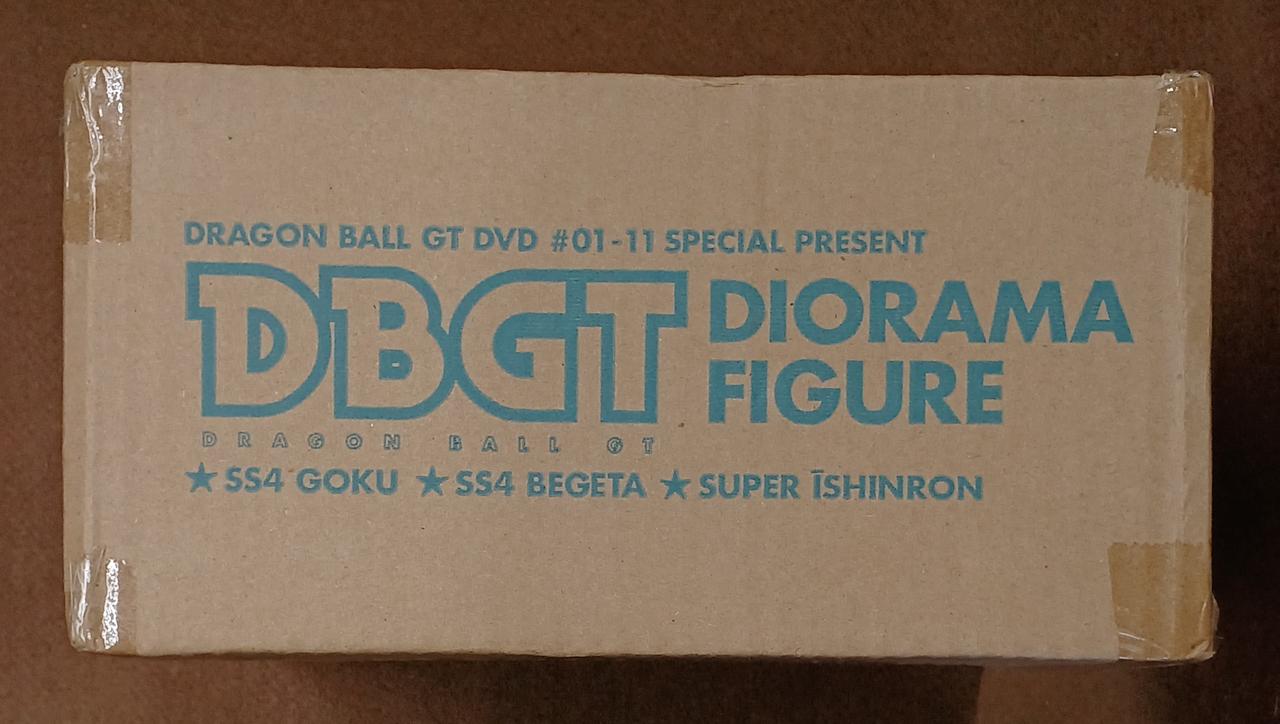 DRAGON BALL GT DVD #01-11 SPECIAL PRESENT
DBGT DIORAMA
FIGURE
DRAGON BALL GT
★SS4 GOKU ★SS4 BEGETA ★SUPER ĪSHINRON